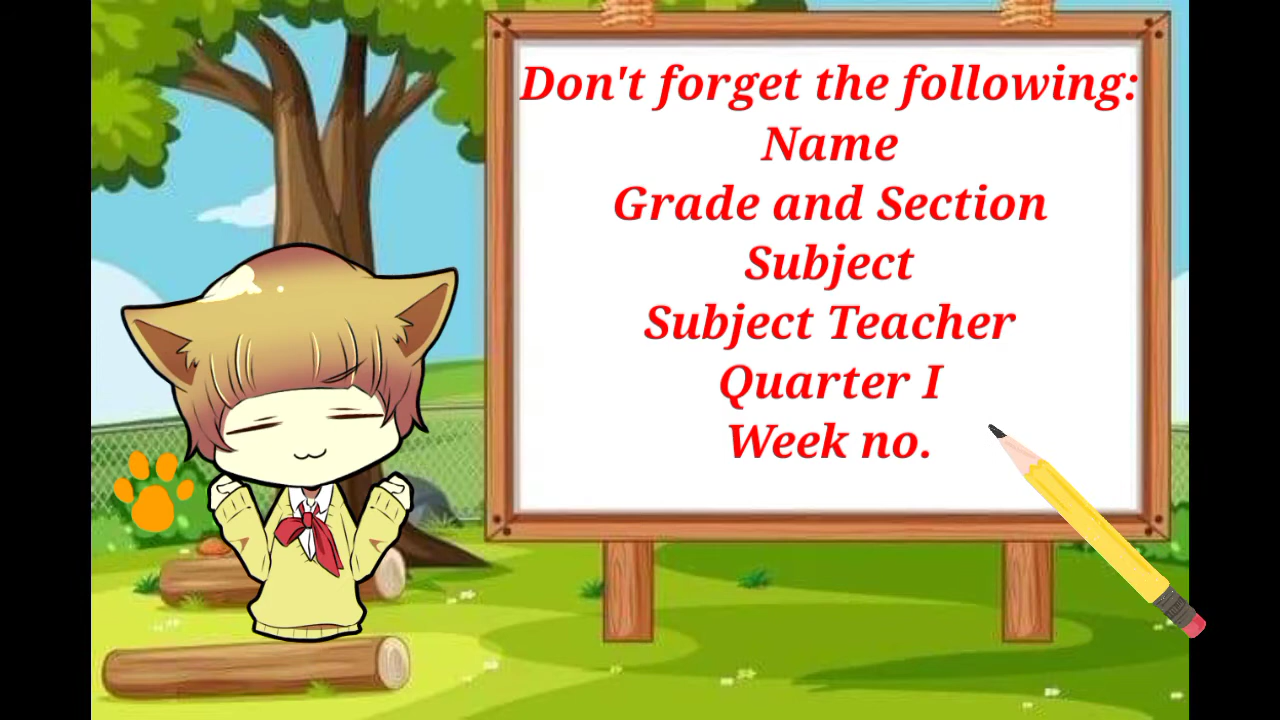 Don't forget the following:
Name
Grade and Section
Subject
Subject Teacher
Quarter I
Week no.